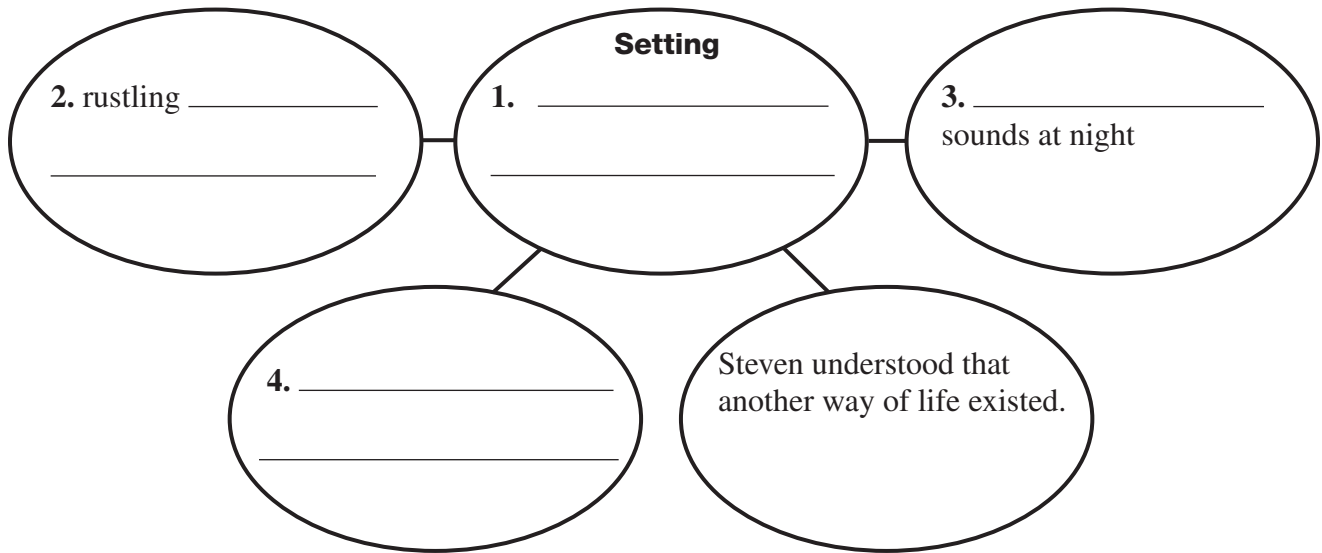 Setting
1.
2. rustling
3.
sounds at night
4.
Steven understood that
another way of life existed.